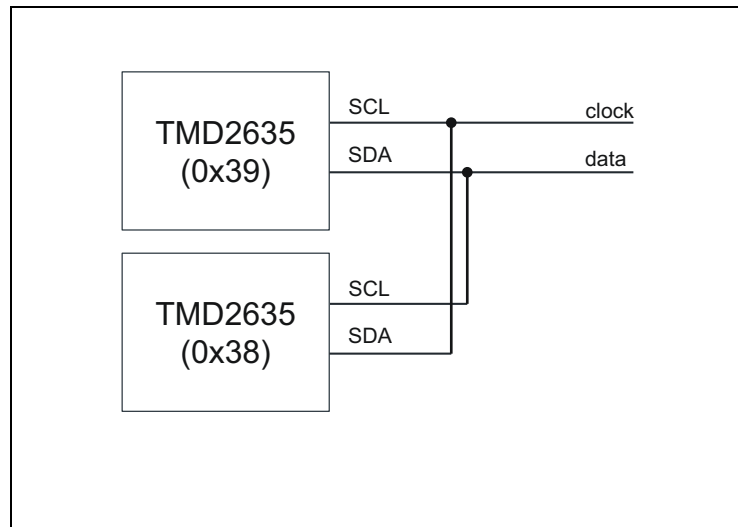 TMD2635
(0x39)
SCL
clock
SDA
data
TMD2635
(0x38)
SCL
SDA